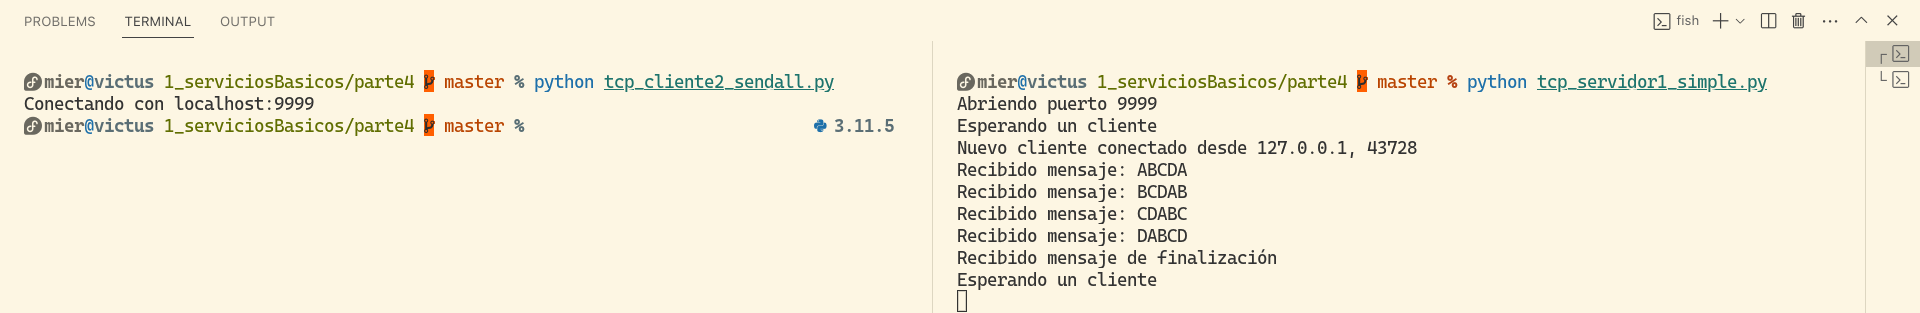 PROBLEMS TERMINAL OUTPUT
fish
mier@victus 1_serviciosBasicos/parte4 master % python tcp_cliente2_sendall.py
Conectando con localhost:9999
mier@victus 1_serviciosBasicos/parte4 master % 3.11.5
mier@victus 1_serviciosBasicos/parte4 master % python tcp_servidor1_simple.py
Abriendo puerto 9999
Esperando un cliente
Nuevo cliente conectado desde 127.0.0.1, 43728
Recibido mensaje: ABCDA
Recibido mensaje: BCDAB
Recibido mensaje: CDABC
Recibido mensaje: DABCD
Recibido mensaje de finalización
Esperando un cliente